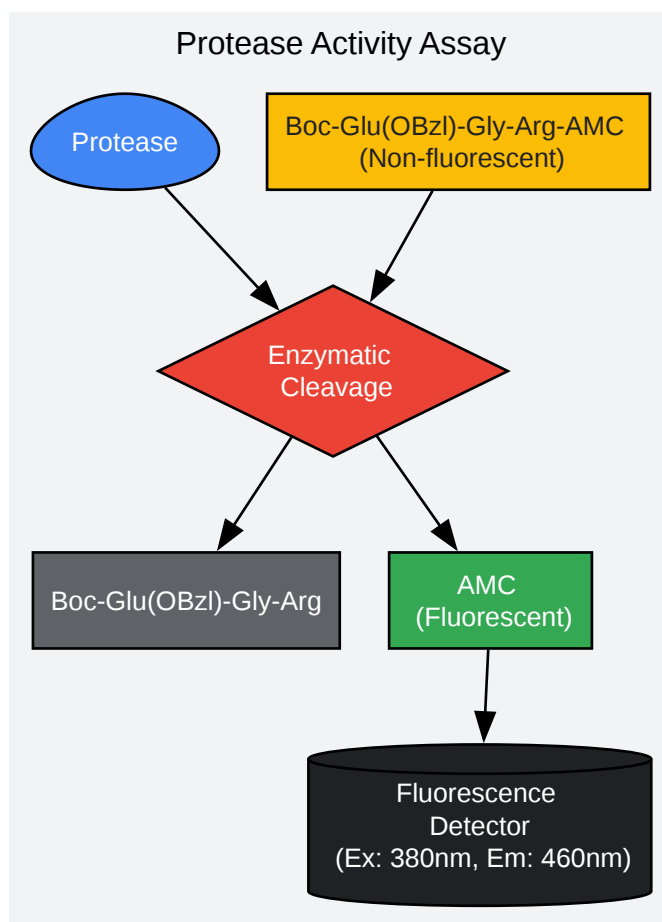 Protease Activity Assay
Protease
Boc-Glu(OBzl)-Gly-Arg-AMC
(Non-fluorescent)
Enzymatic
Cleavage
Boc-Glu(OBzl)-Gly-Arg
AMC
(Fluorescent)
Fluorescence
Detector
(Ex: 380nm, Em: 460nm)